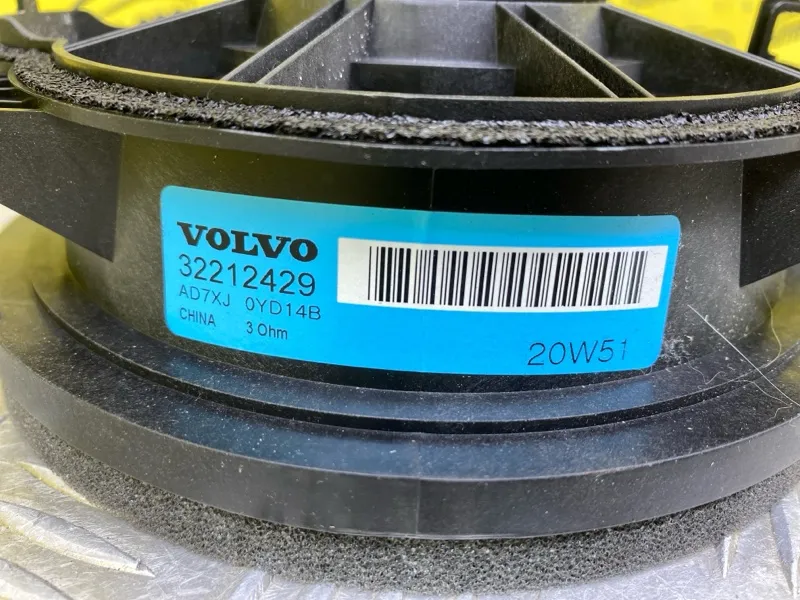 VOLVO
32212429
AD7XJ 0YD14B
CHINA 3 Ohm
20W51